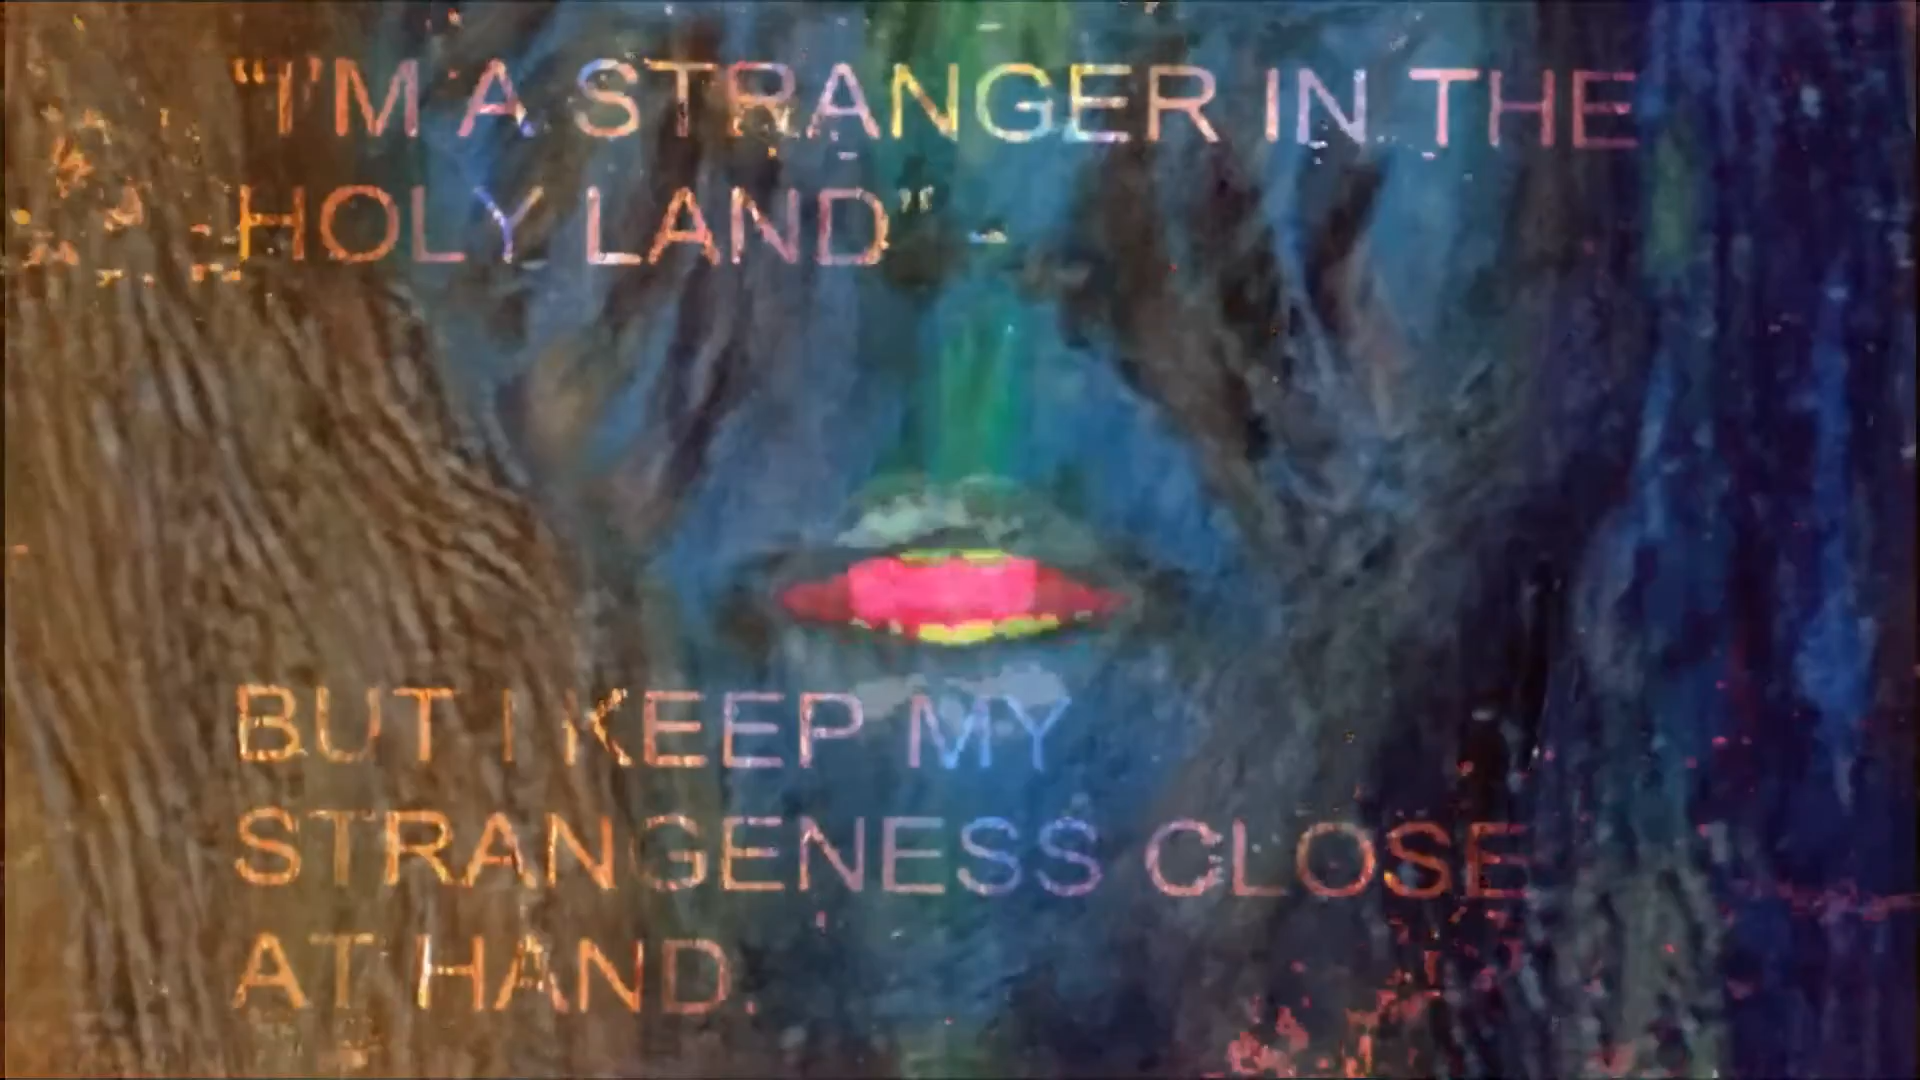 “I’M A STRANGER IN THE
HOLY LAND”
BUT I KEEP MY
STRANGENESS CLOSE
AT HAND.